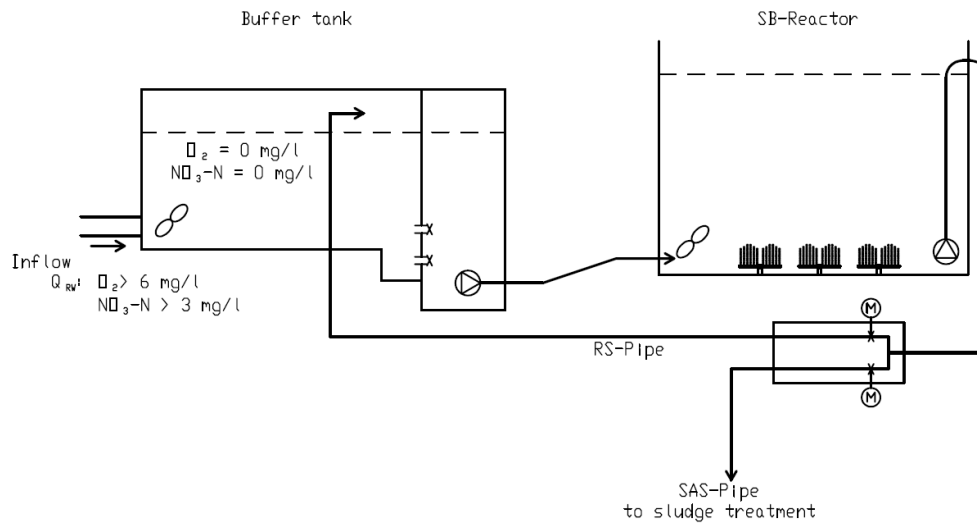 Buffer tank
SB-Reactor
O₂ = 0 mg/l
NO₃-N = 0 mg/l
Inflow
Q RW: O₂> 6 mg/l
NO₃-N > 3 mg/l
M
RS-Pipe
M
SAS-Pipe
to sludge treatment